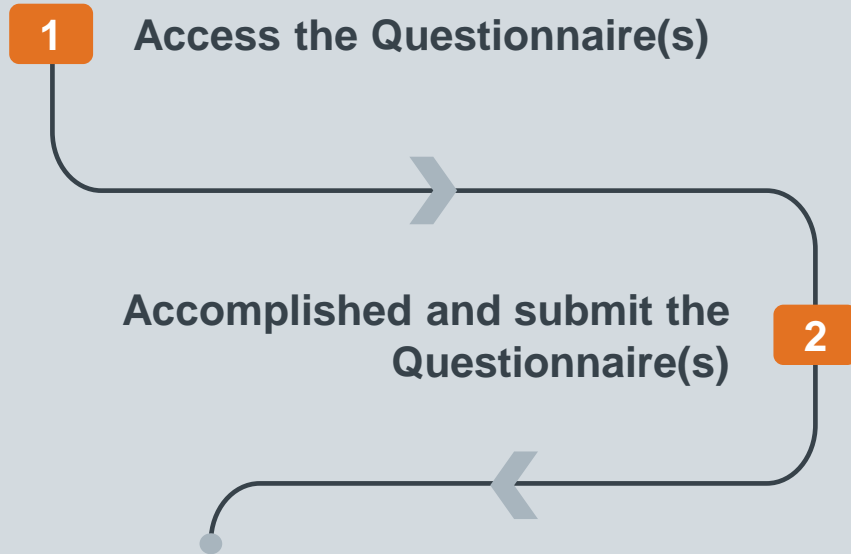 1 Access the Questionnaire(s)
Accomplished and submit the
Questionnaire(s)
2